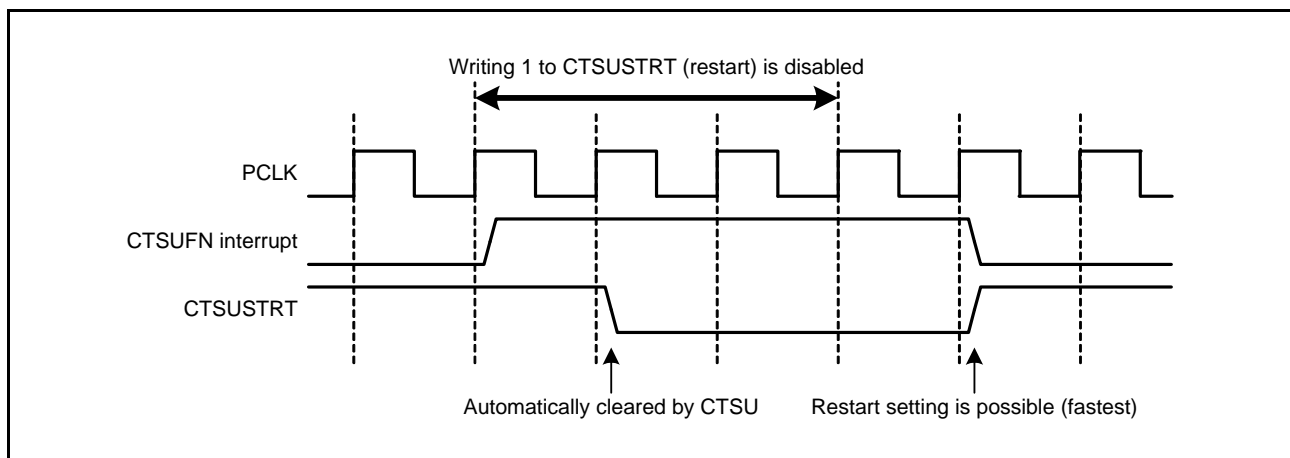 Writing 1 to CTSUSTRT (restart) is disabled
PCLK
CTSUFN interrupt
CTSUSTRT
Automatically cleared by CTSU
Restart setting is possible (fastest)